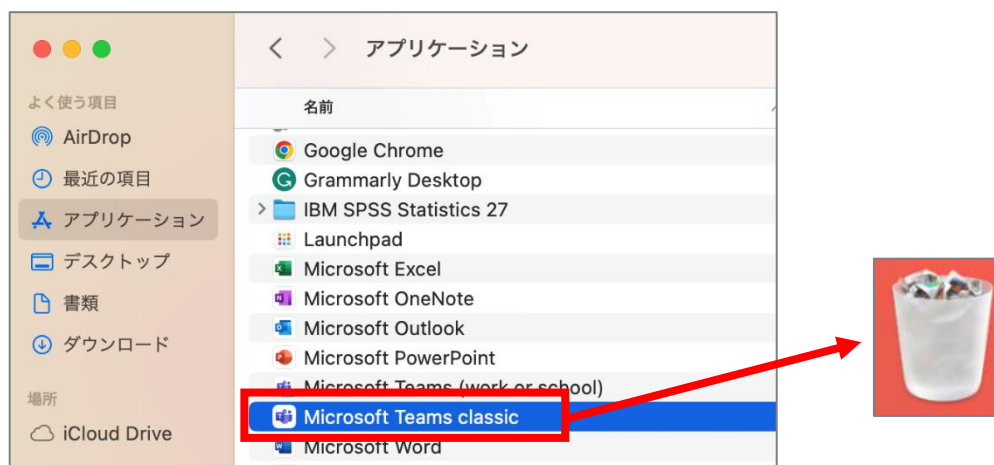 アプリケーション
よく使う項目
AirDrop
最近の項目
アプリケーション
デスクトップ
書類
ダウンロード
場所
iCloud Drive
名前
Google Chrome
Grammarly Desktop
IBM SPSS Statistics 27
Launchpad
Microsoft Excel
Microsoft OneNote
Microsoft Outlook
Microsoft PowerPoint
Microsoft Teams (work or school)
Microsoft Teams classic
Microsoft Word